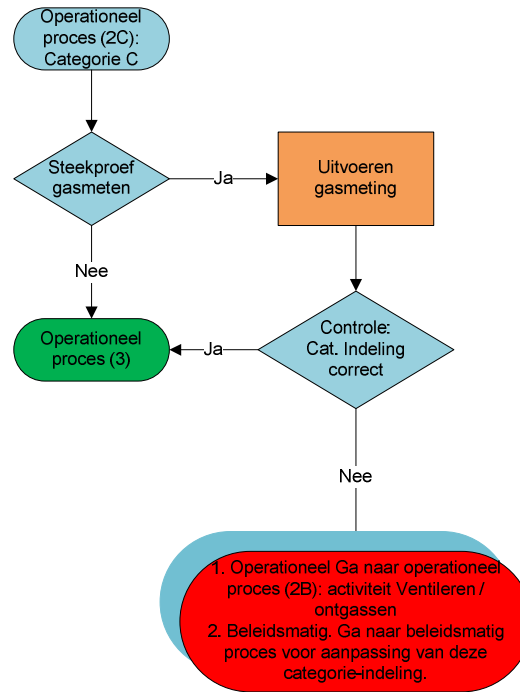 Operationeel
proces (2C):
Categorie C
Steekproef
gasmeten
Ja
Uitvoeren
gasmeting
Nee
Operationeel
proces (3)
Ja
Controle:
Cat. Indeling
correct
Nee
1. Operationeel Ga naar operationeel
proces (2B): activiteit Ventileren /
ontgassen
2. Beleidsmatig. Ga naar beleidsmatig
proces voor aanpassing van deze
categorie-indeling.